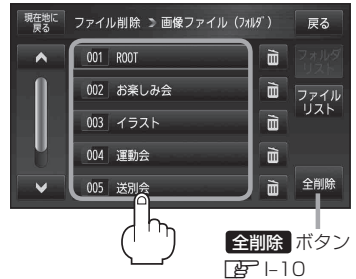 現在地に
戻る
ファイル削除 > 画像ファイル (フォルダ)
戻る
001 ROOT
フォルダ
リスト
002 お楽しみ会
ファイル
リスト
003 イラスト
004 運動会
005 送別会
全削除
全削除 ボタン
I-10